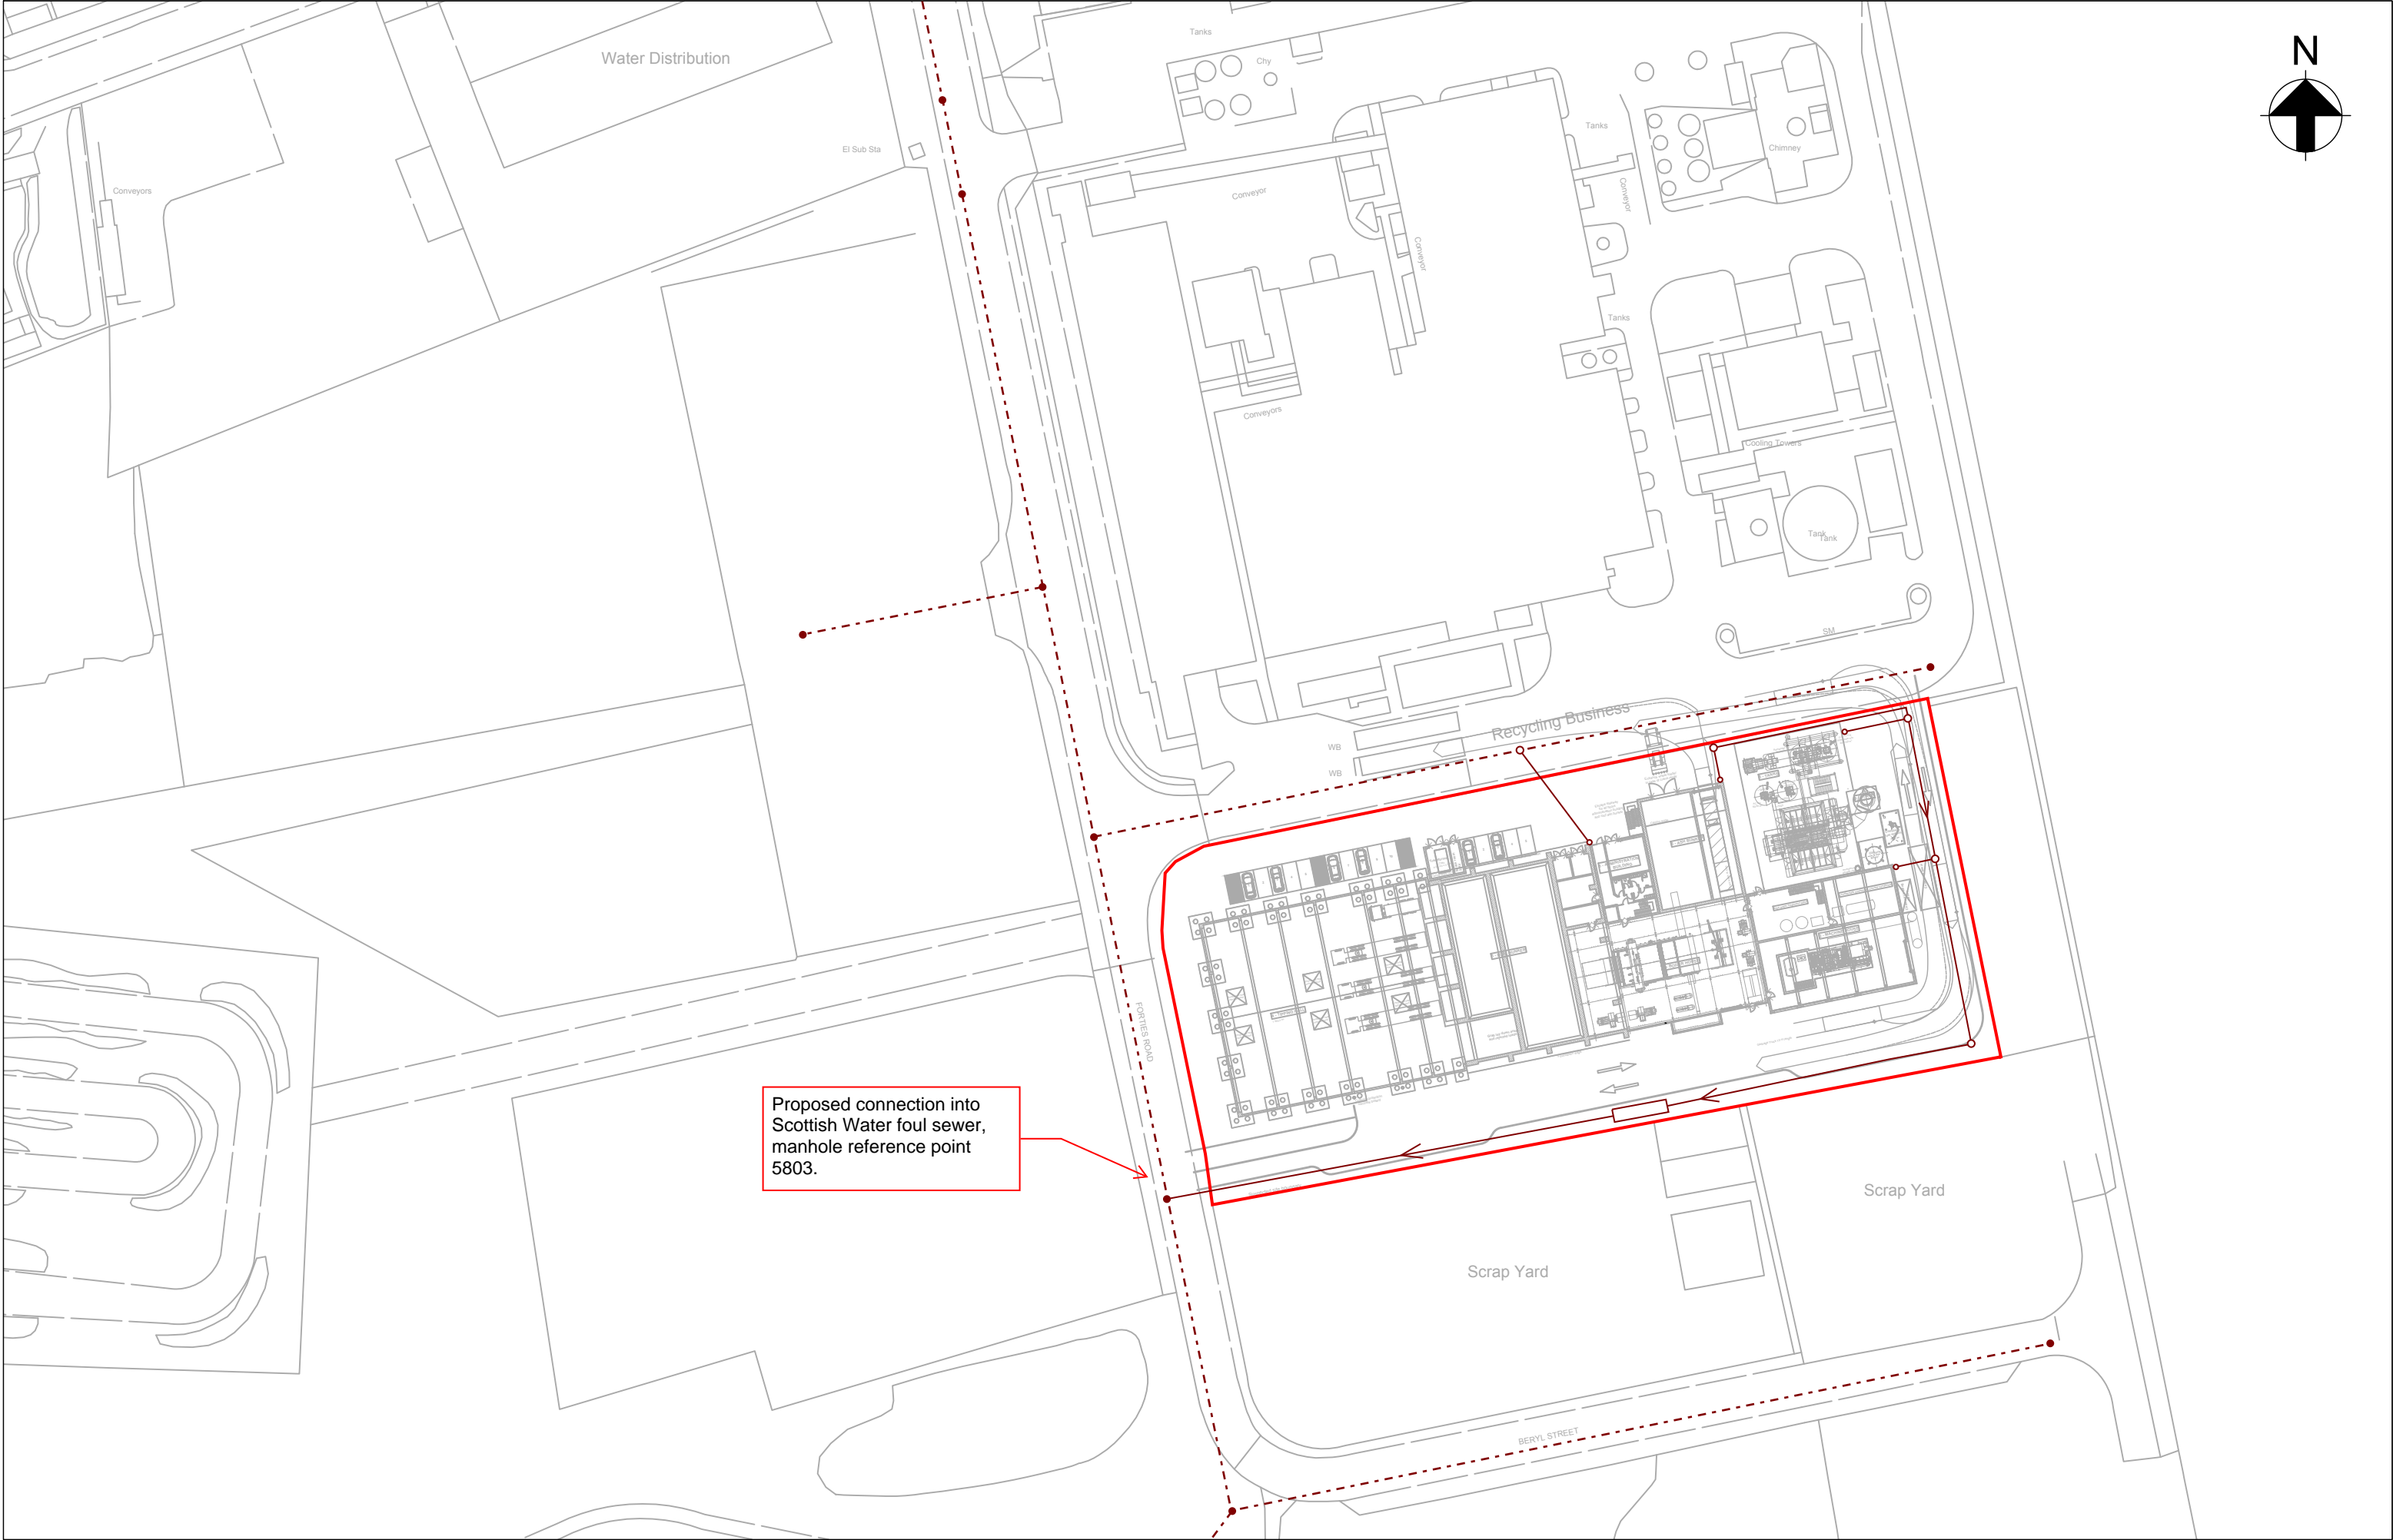 N
Tanks
Water Distribution
Chy
Tanks
El Sub Sta
Chimney
Conveyors
Conveyor
Conveyor
Conveyor
Tanks
Conveyors
Cooling Towers
Tank
Tank
SM
Recycling Business
WB
WB
FORTIES ROAD
Proposed connection into
Scottish Water foul sewer,
manhole reference point
5803.
Scrap Yard
Scrap Yard
BERYL STREET